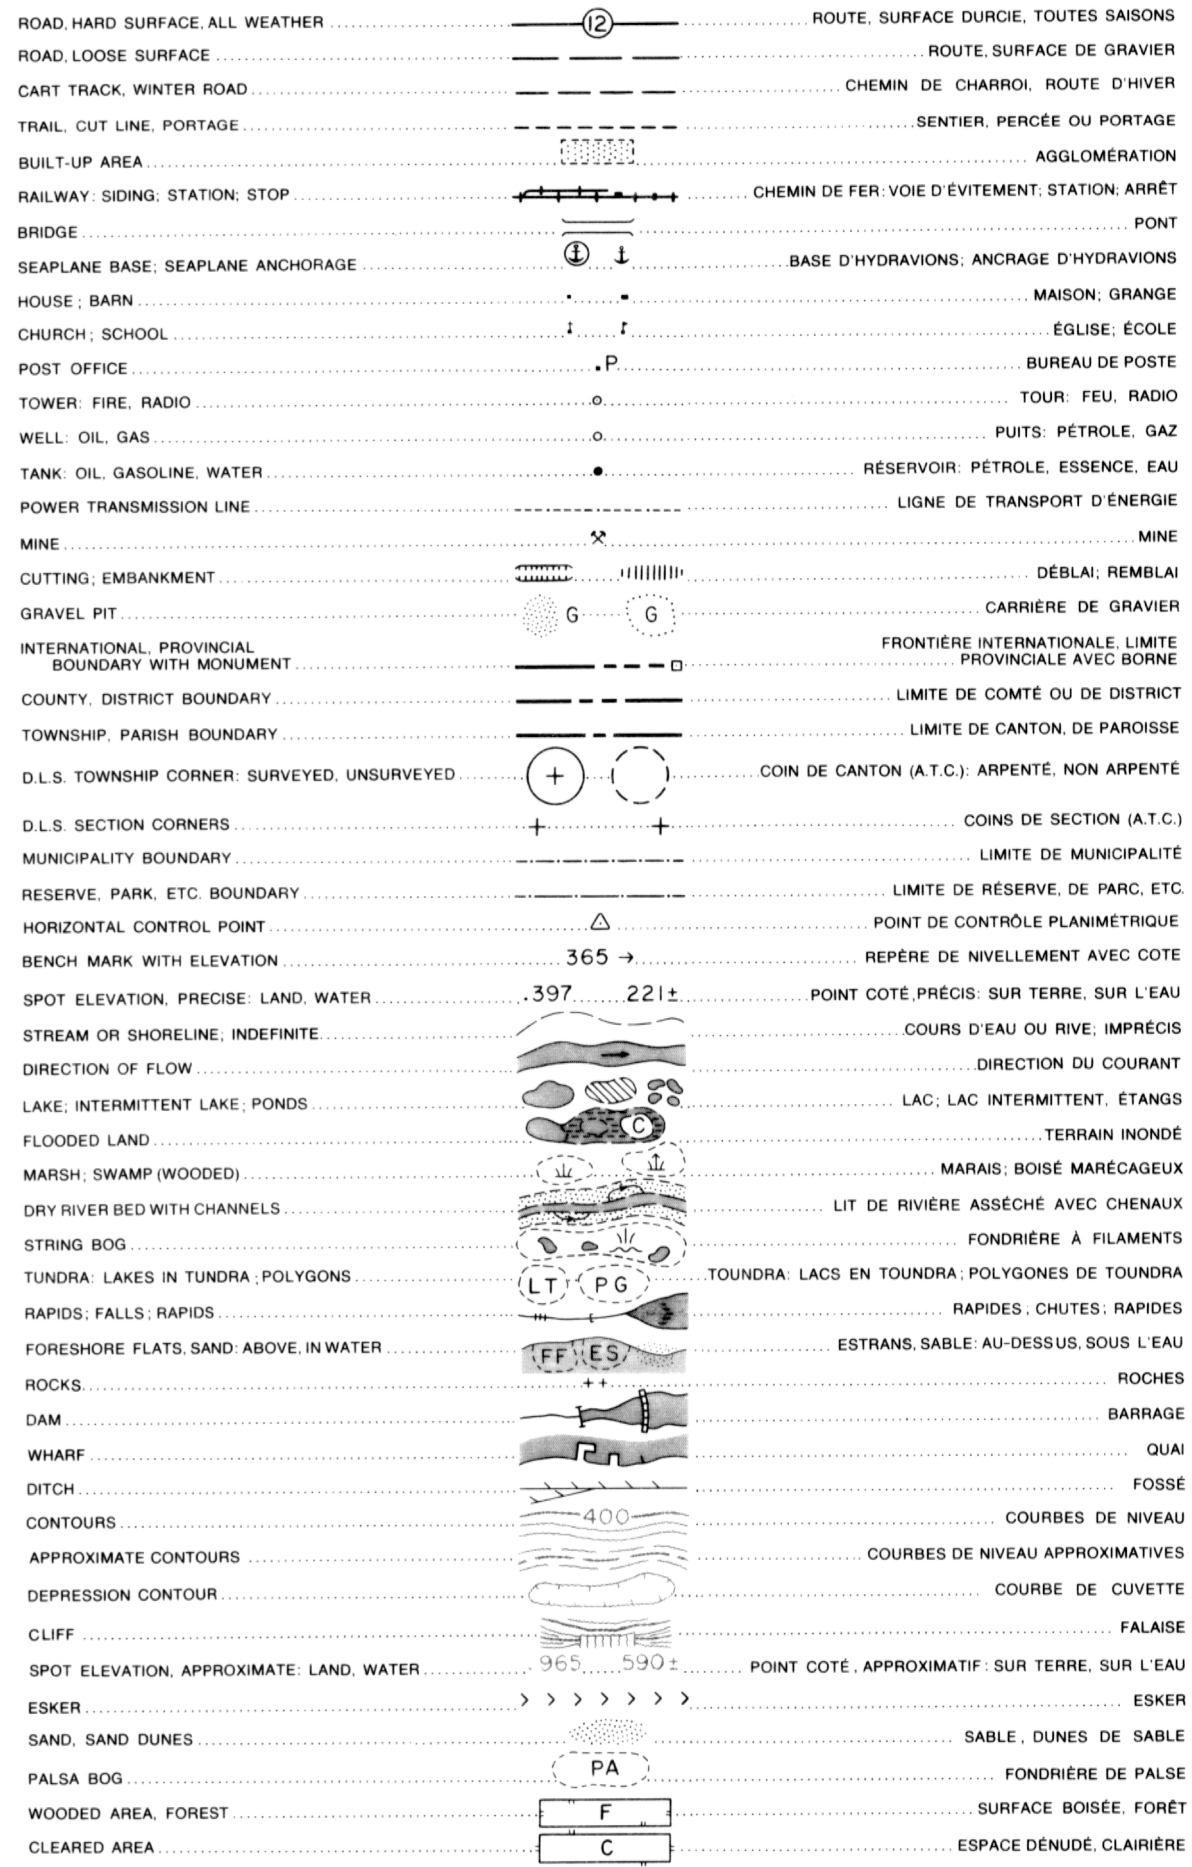 ROAD, HARD SURFACE, ALL WEATHER 12 ROUTE, SURFACE DURCIE, TOUTES SAISONS
ROAD, LOOSE SURFACE ROUTE, SURFACE DE GRAVIER
CART TRACK, WINTER ROAD CHEMIN DE CHARROI, ROUTE D'HIVER
TRAIL, CUT LINE, PORTAGE SENTIER, PERCÉE OU PORTAGE
BUILT-UP AREA AGGLOMÉRATION
RAILWAY: SIDING; STATION; STOP CHEMIN DE FER: VOIE D'ÉVITEMENT; STATION; ARRÊT
BRIDGE PONT
SEAPLANE BASE; SEAPLANE ANCHORAGE BASE D'HYDRAVIONS; ANCRAGE D'HYDRAVIONS
HOUSE; BARN MAISON; GRANGE
CHURCH; SCHOOL ÉGLISE; ÉCOLE
POST OFFICE P BUREAU DE POSTE
TOWER: FIRE, RADIO TOUR: FEU, RADIO
WELL: OIL, GAS PUITS: PÉTROLE, GAZ
TANK: OIL, GASOLINE, WATER RÉSERVOIR: PÉTROLE, ESSENCE, EAU
POWER TRANSMISSION LINE LIGNE DE TRANSPORT D'ÉNERGIE
MINE MINE
CUTTING; EMBANKMENT DÉBLAI; REMBLAI
GRAVEL PIT G G CARRIÈRE DE GRAVIER
INTERNATIONAL, PROVINCIAL FRONTIÈRE INTERNATIONALE, LIMITE
BOUNDARY WITH MONUMENT PROVINCIALE AVEC BORNE
COUNTY, DISTRICT BOUNDARY LIMITE DE COMTÉ OU DE DISTRICT
TOWNSHIP, PARISH BOUNDARY LIMITE DE CANTON, DE PAROISSE
D.L.S. TOWNSHIP CORNER: SURVEYED, UNSURVEYED COIN DE CANTON (A.T.C.): ARPENTÉ, NON ARPENTÉ
D.L.S. SECTION CORNERS COINS DE SECTION (A.T.C.)
MUNICIPALITY BOUNDARY LIMITE DE MUNICIPALITÉ
RESERVE, PARK, ETC. BOUNDARY LIMITE DE RÉSERVE, DE PARC, ETC.
HORIZONTAL CONTROL POINT POINT DE CONTRÔLE PLANIMÉTRIQUE
BENCH MARK WITH ELEVATION 365 → REPÈRE DE NIVELLEMENT AVEC COTE
SPOT ELEVATION, PRECISE: LAND, WATER .397 221± POINT COTÉ, PRÉCIS: SUR TERRE, SUR L'EAU
STREAM OR SHORELINE; INDEFINITE COURS D'EAU OU RIVE; IMPRÉCIS
DIRECTION OF FLOW DIRECTION DU COURANT
LAKE; INTERMITTENT LAKE; PONDS LAC; LAC INTERMITTENT, ÉTANGS
FLOODED LAND C TERRAIN INONDÉ
MARSH; SWAMP (WOODED) MARAIS; BOISÉ MARÉCAGEUX
DRY RIVER BED WITH CHANNELS LIT DE RIVIÈRE ASSÉCHÉ AVEC CHENAUX
STRING BOG FONDRIÈRE À FILAMENTS
TUNDRA: LAKES IN TUNDRA; POLYGONS LT PG TOUNDRA: LACS EN TOUNDRA; POLYGONES DE TOUNDRA
RAPIDS; FALLS; RAPIDS RAPIDES; CHUTES; RAPIDES
FORESHORE FLATS, SAND: ABOVE, IN WATER FF ES ESTRANS, SABLE: AU-DESSUS, SOUS L'EAU
ROCKS ++ ROCHES
DAM BARRAGE
WHARF QUAI
DITCH FOSSÉ
CONTOURS 400 COURBES DE NIVEAU
APPROXIMATE CONTOURS COURBES DE NIVEAU APPROXIMATIVES
DEPRESSION CONTOUR COURBE DE CUVETTE
CLIFF FALAISE
SPOT ELEVATION, APPROXIMATE: LAND, WATER .965 590± POINT COTÉ, APPROXIMATIF: SUR TERRE, SUR L'EAU
ESKER ESKER
SAND, SAND DUNES SABLE, DUNES DE SABLE
PALSA BOG PA FONDRIÈRE DE PALSE
WOODED AREA, FOREST F SURFACE BOISÉE, FORÊT
CLEARED AREA C ESPACE DÉNUDÉ, CLAIRIÈRE